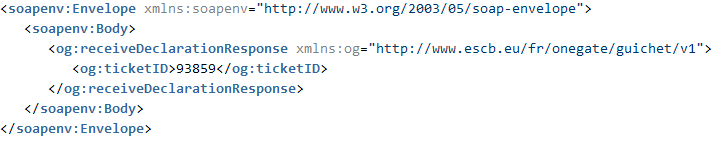 <soapenv:Envelope xmlns:soapenv="http://www.w3.org/2003/05/soap-envelope">
<soapenv:Body>
<og:receiveDeclarationResponse xmlns:og="http://www.escb.eu/fr/onegate/guichet/v1">
<og:ticketID>93859</og:ticketID>
</og:receiveDeclarationResponse>
</soapenv:Body>
</soapenv:Envelope>